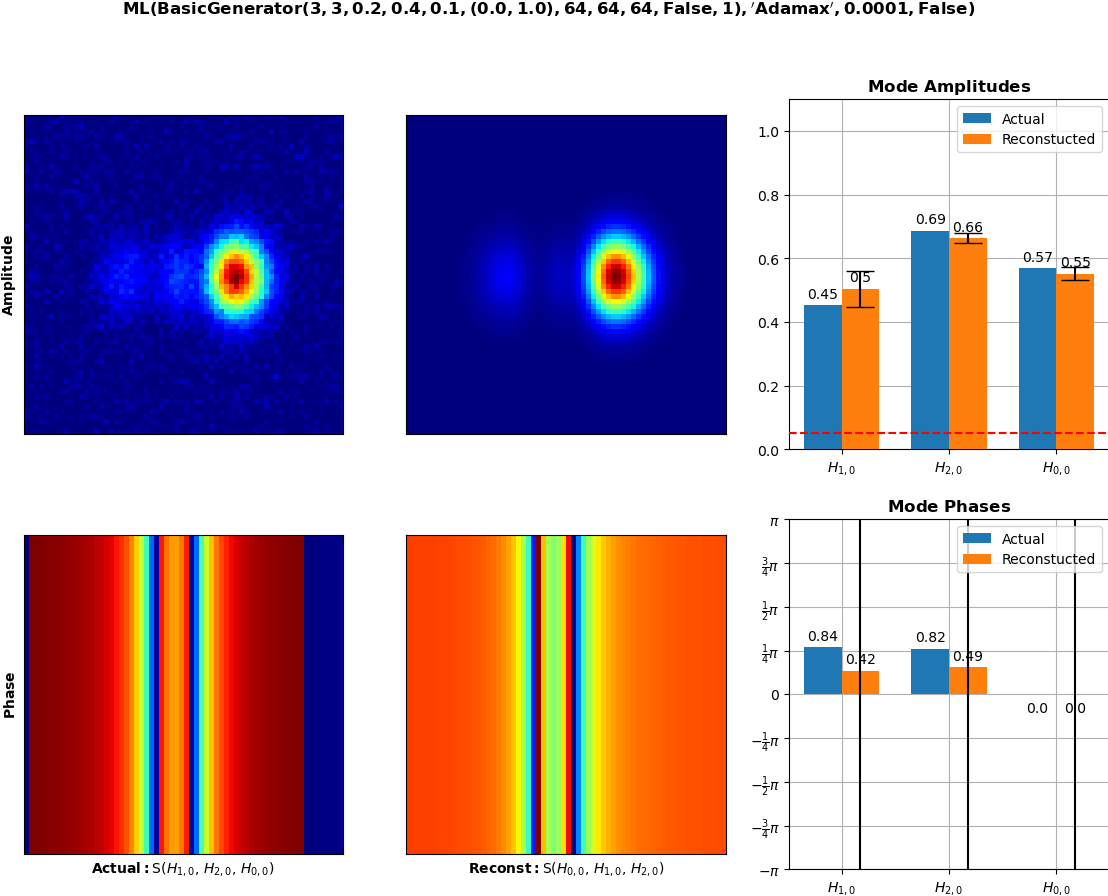 ML(BasicGenerator(3, 3, 0.2, 0.4, 0.1, (0.0, 1.0), 64, 64, 64, False, 1), 'Adamax', 0.0001, False)
Amplitude
Mode Amplitudes
Actual
Reconstucted
1.0
0.8
0.6
0.4
0.2
0.0
0.45
0.5
0.69
0.66
0.57
0.55
H1,0
H2,0
H0,0
Phase
Actual: S(H1,0, H2,0, H0,0)
Reconst: S(H0,0, H1,0, H2,0)
Mode Phases
Actual
Reconstucted
π
3/4π
1/2π
1/4π
0
−1/4π
−1/2π
−3/4π
−π
0.84
0.42
0.82
0.49
0.0
0.0
H1,0
H2,0
H0,0